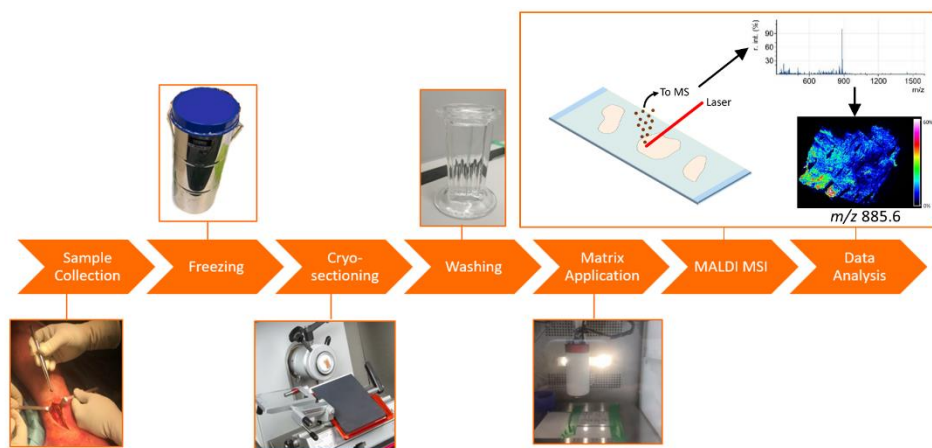 r. int. (%)
90
60
30
600
900
1200
1500
m/z
To MS
Laser
60%
0%
m/z 885.6
Sample
Collection
Freezing
Cryo-
sectioning
Washing
Matrix
Application
MALDI MSI
Data
Analysis